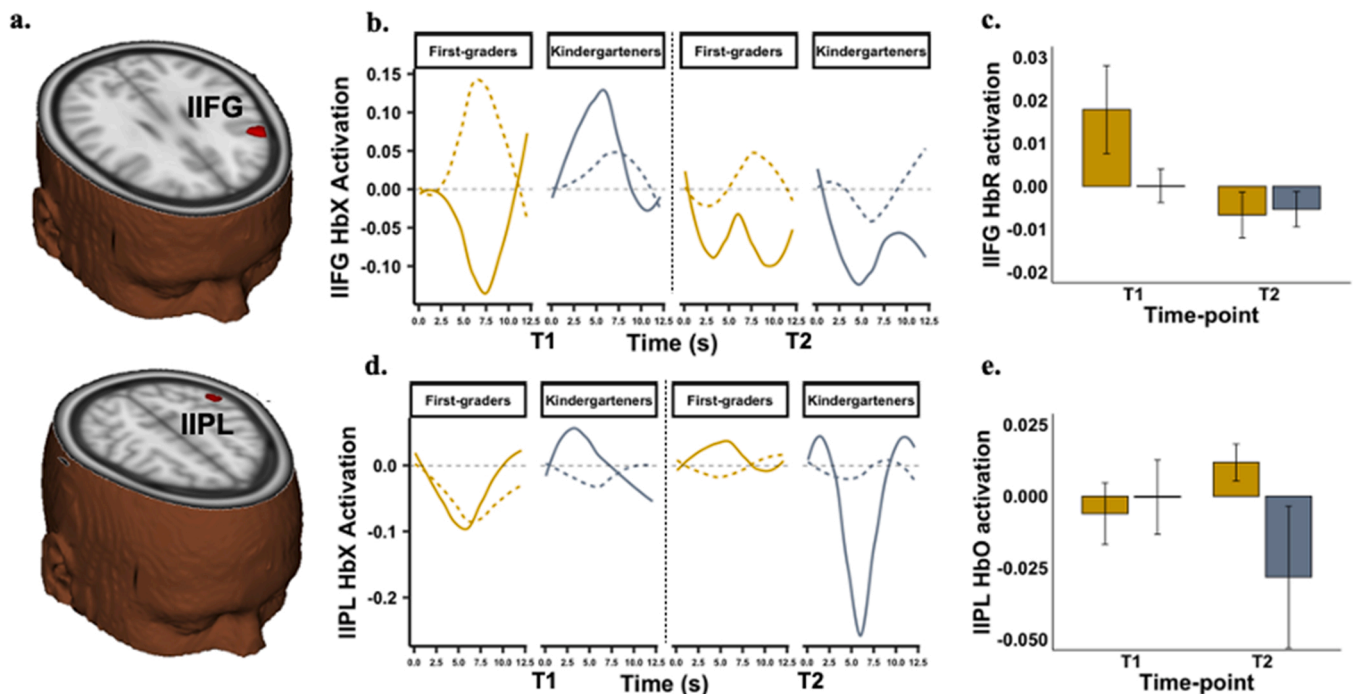 a.
lIFG
b.
First-graders Kindergarteners First-graders Kindergarteners
lIFG HbX Activation
0.15
0.10
0.05
0.00
-0.05
-0.10
0.0 2.5 5.0 7.5 10.0 12.5 0.0 2.5 5.0 7.5 10.0 12.5 0.0 2.5 5.0 7.5 10.0 12.5 0.0 2.5 5.0 7.5 10.0 12.5
T1 Time (s) T2
c.
lIFG HbR activation
0.03
0.02
0.01
0.00
-0.01
-0.02
T1 T2
Time-point
lIPL
d.
First-graders Kindergarteners First-graders Kindergarteners
lIPL HbX Activation
0.0
-0.1
-0.2
0.0 2.5 5.0 7.5 10.0 12.5 0.0 2.5 5.0 7.5 10.0 12.5 0.0 2.5 5.0 7.5 10.0 12.5 0.0 2.5 5.0 7.5 10.0 12.5
T1 Time (s) T2
e.
lIPL HbO activation
0.025
0.000
-0.025
-0.050
T1 T2
Time-point